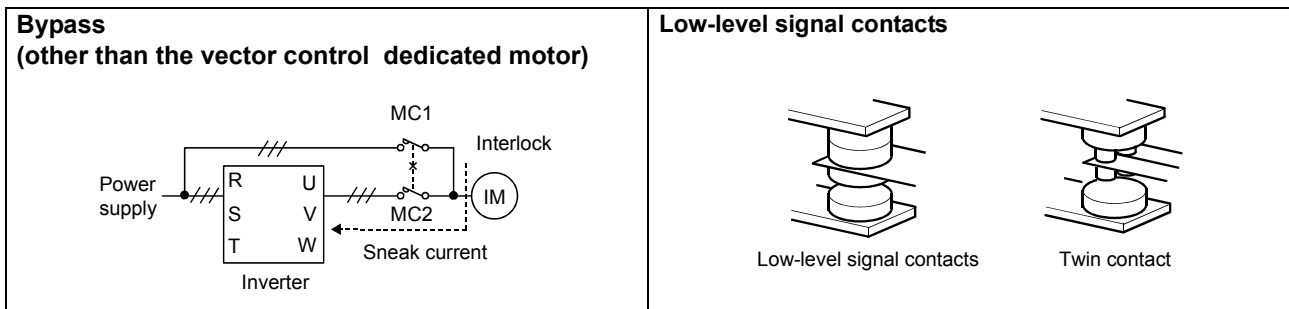 Bypass
(other than the vector control dedicated motor)
MC1
Interlock
Power
supply
R
U
IM
S
V
MC2
T
W
Sneak current
Inverter
Low-level signal contacts
Low-level signal contacts
Twin contact